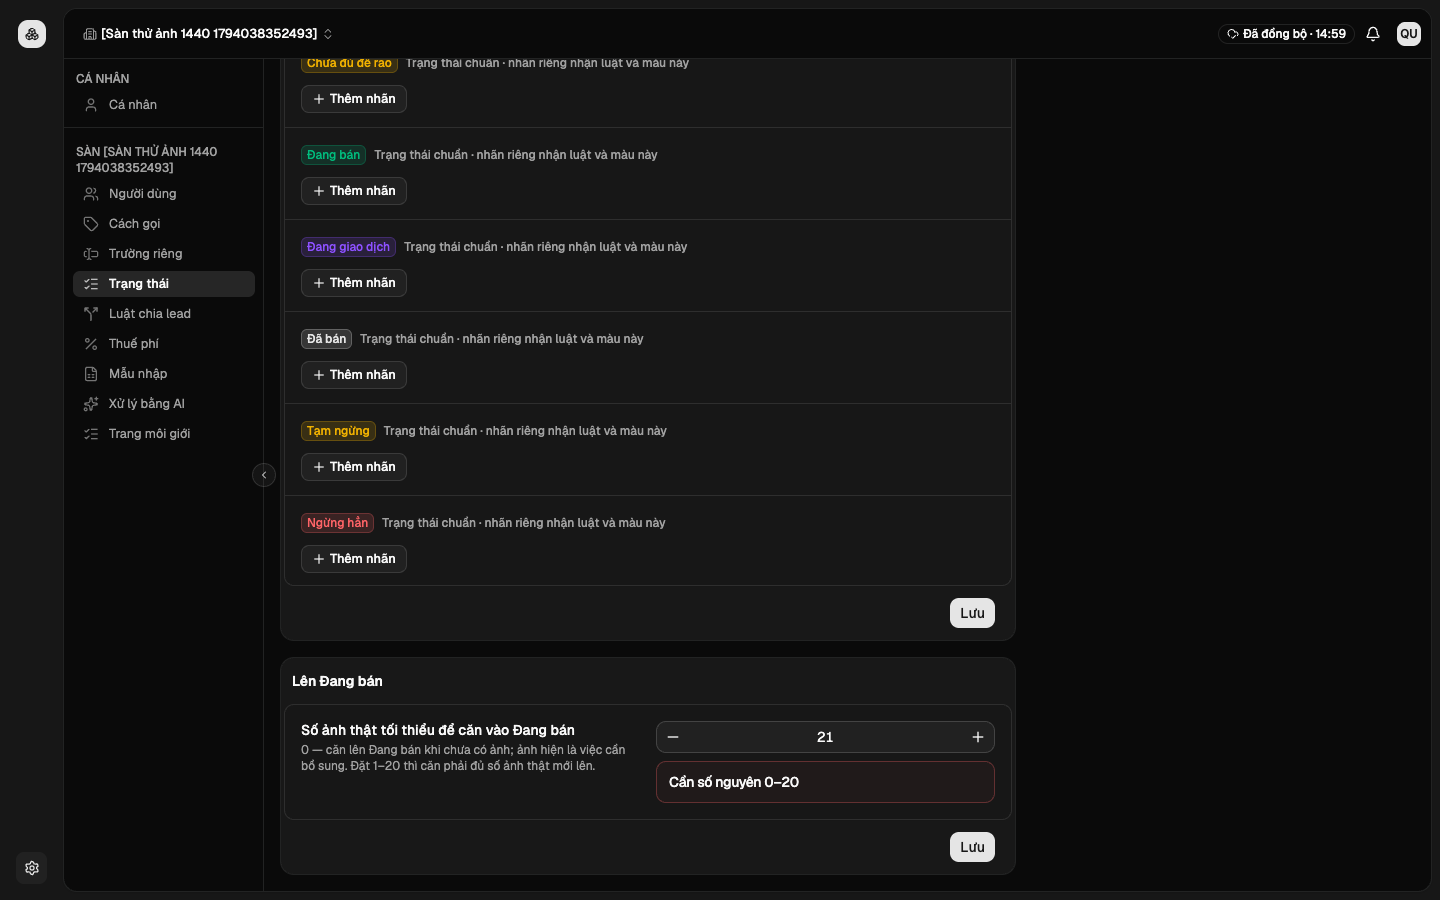 [Sàn thử ảnh 1440 1794038352493]
Đã đồng bộ · 14:59
QU
CÁ NHÂN
Cá nhân
SÀN [SÀN THỬ ẢNH 1440
1794038352493]
Người dùng
Cách gọi
Trường riêng
Trạng thái
Luật chia lead
Thuế phí
Mẫu nhập
Xử lý bằng AI
Trang môi giới
Chưa đủ để rao
Trạng thái chuẩn · nhãn riêng nhận luật và màu này
Thêm nhãn
Đang bán
Trạng thái chuẩn · nhãn riêng nhận luật và màu này
Thêm nhãn
Đang giao dịch
Trạng thái chuẩn · nhãn riêng nhận luật và màu này
Thêm nhãn
Đã bán
Trạng thái chuẩn · nhãn riêng nhận luật và màu này
Thêm nhãn
Tạm ngừng
Trạng thái chuẩn · nhãn riêng nhận luật và màu này
Thêm nhãn
Ngừng hẳn
Trạng thái chuẩn · nhãn riêng nhận luật và màu này
Thêm nhãn
Lưu
Lên Đang bán
Số ảnh thật tối thiểu để căn vào Đang bán
0 — căn lên Đang bán khi chưa có ảnh; ảnh hiện là việc cần
bổ sung. Đặt 1–20 thì căn phải đủ số ảnh thật mới lên.
21
Cần số nguyên 0–20
Lưu